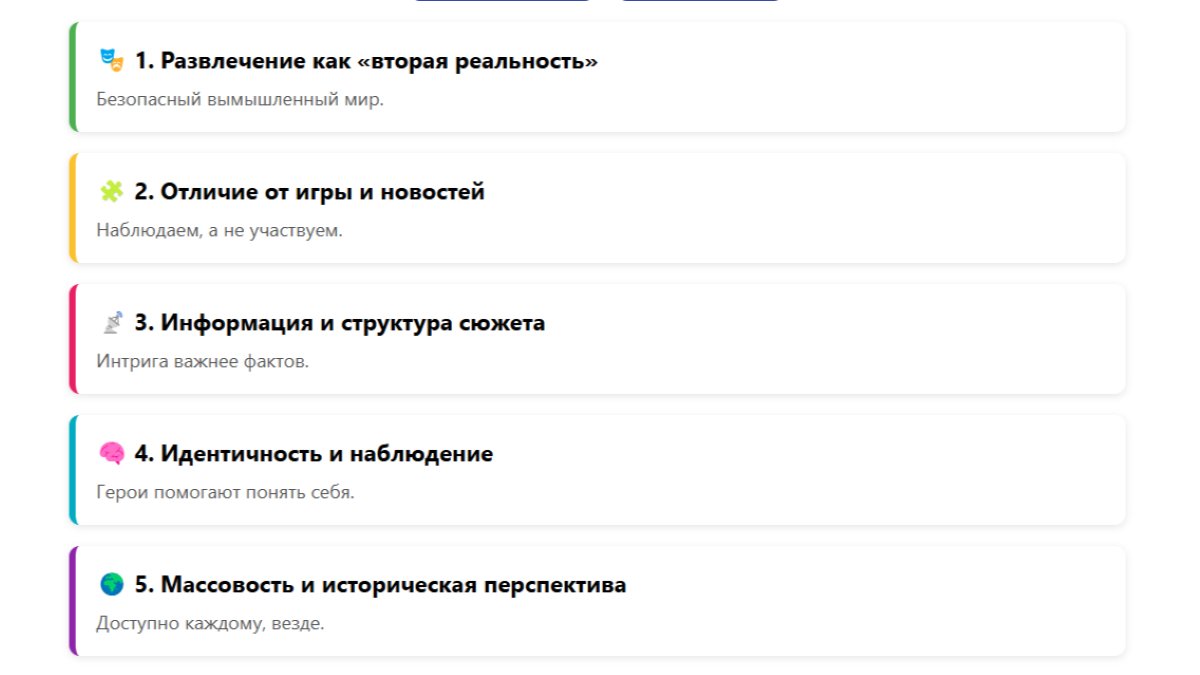 1. Развлечение как «вторая реальность»
Безопасный вымышленный мир.
2. Отличие от игры и новостей
Наблюдаем, а не участвуем.
3. Информация и структура сюжета
Интрига важнее фактов.
4. Идентичность и наблюдение
Герои помогают понять себя.
5. Массовость и историческая перспектива
Доступно каждому, везде.